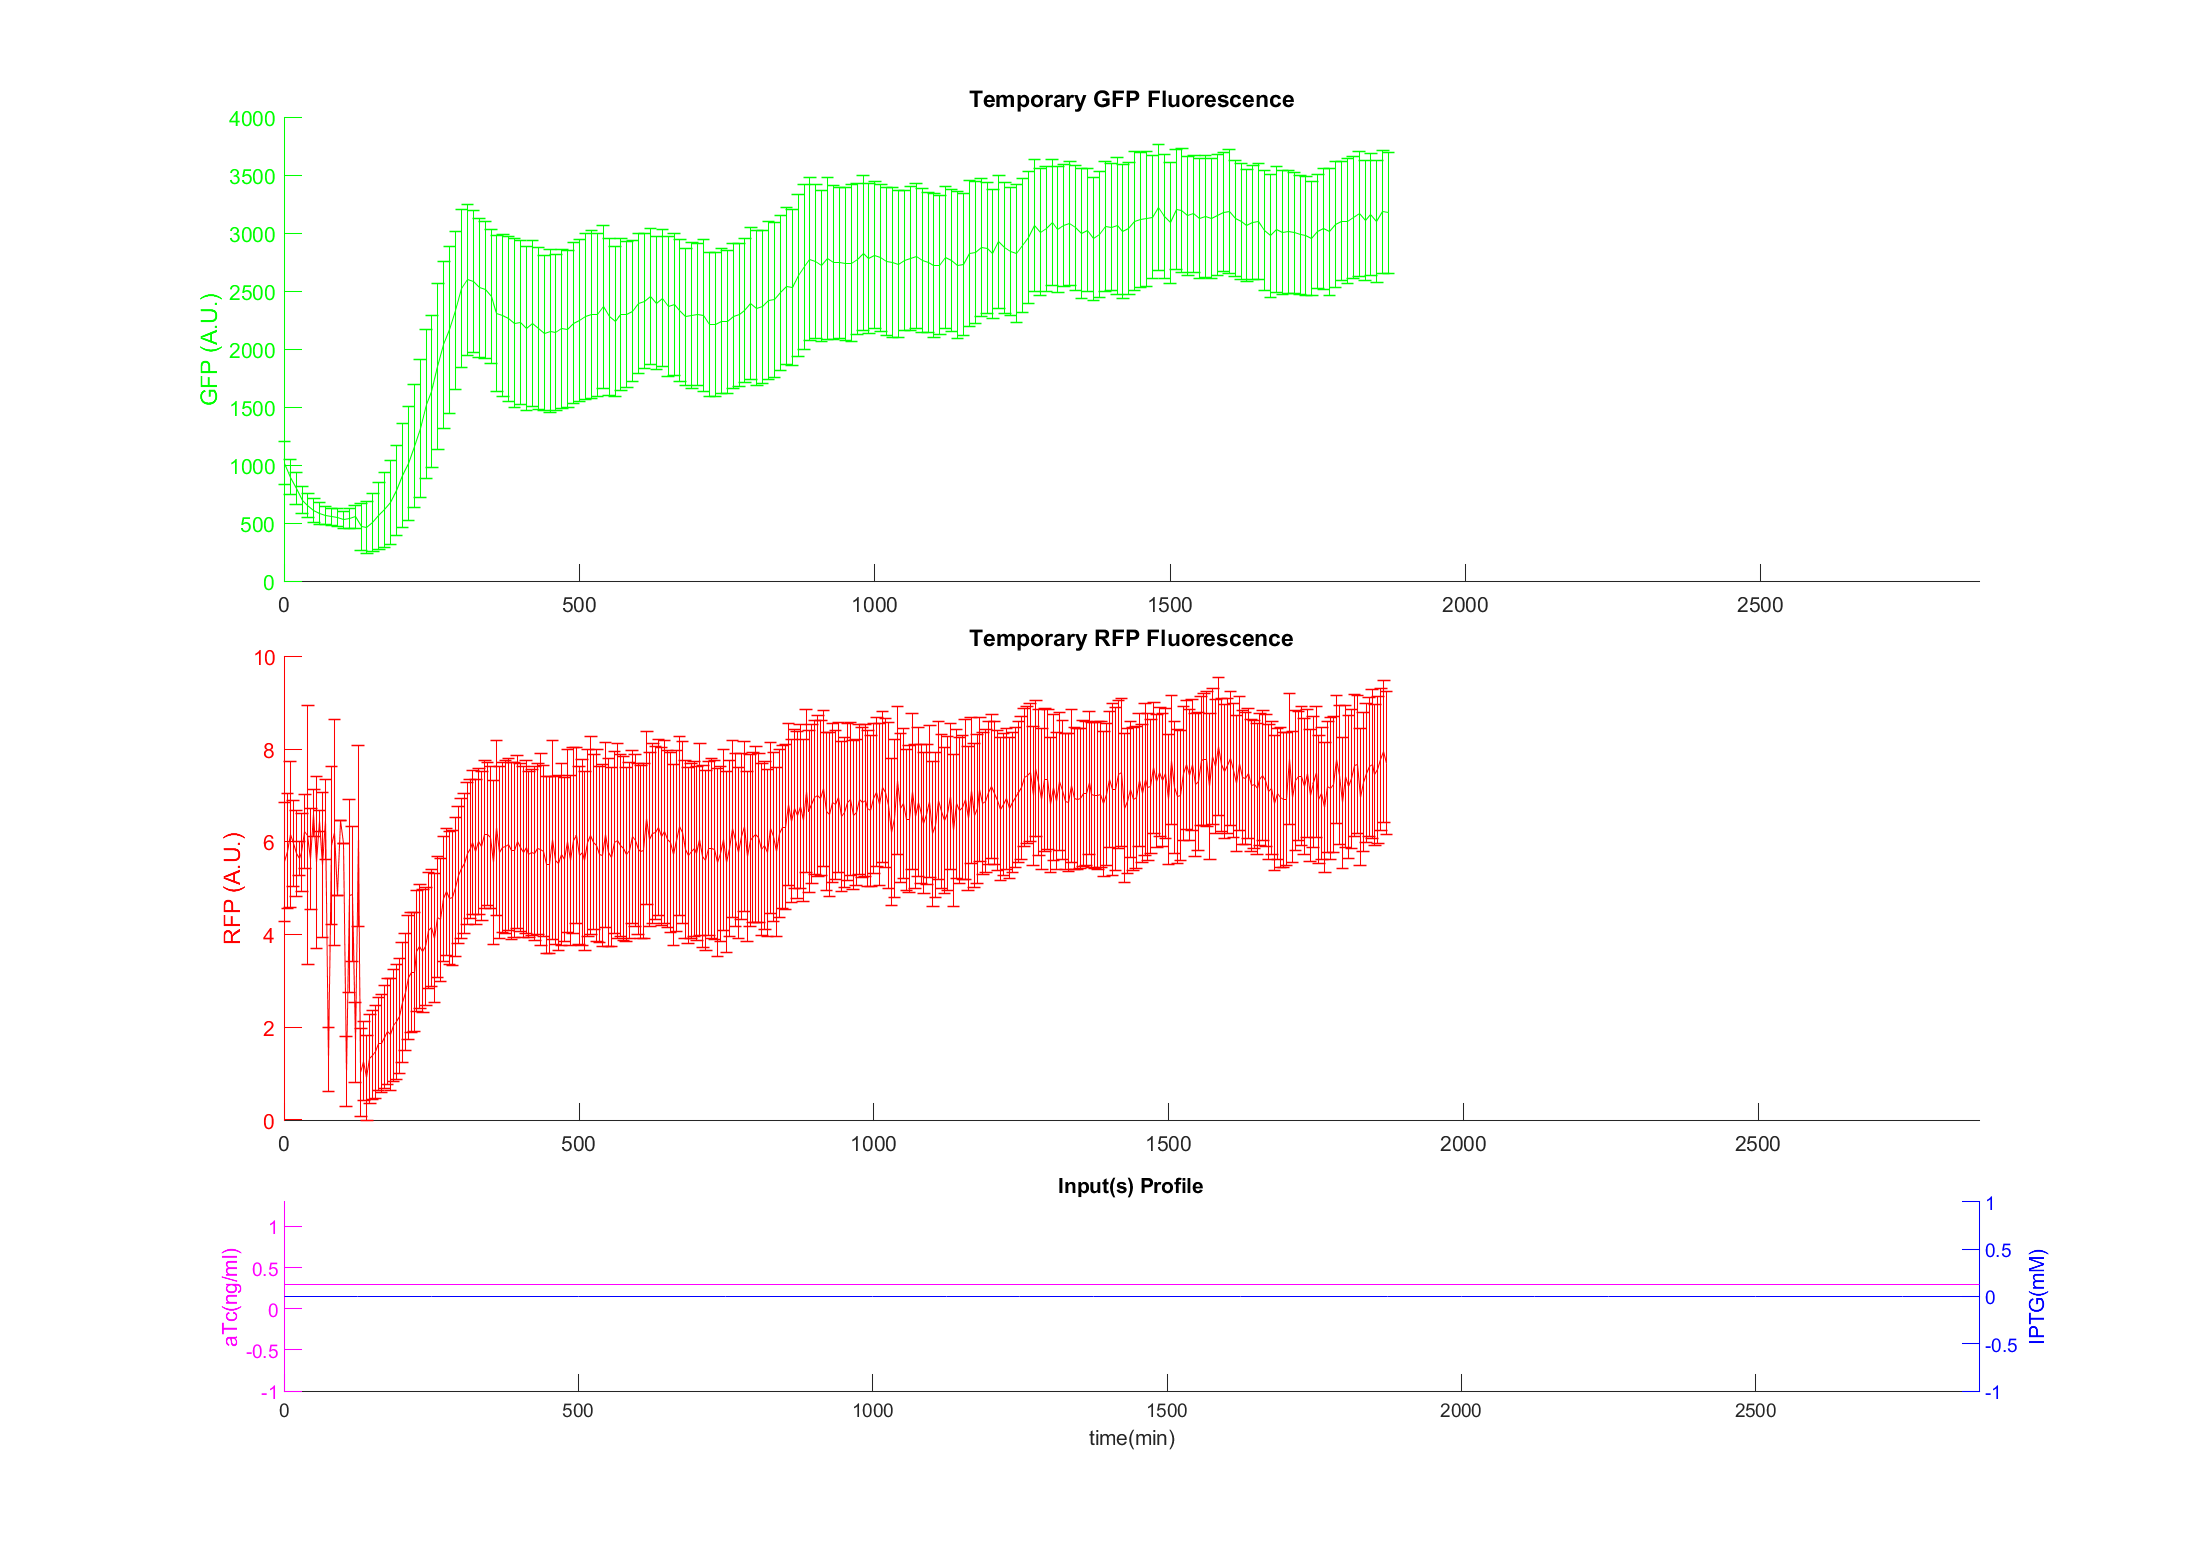 Temporary GFP Fluorescence
4000
3500
3000
2500
2000
1500
1000
500
0
GFP (A.U.)
0 500 1000 1500 2000 2500
Temporary RFP Fluorescence
10
8
6
4
2
0
RFP (A.U.)
0 500 1000 1500 2000 2500
Input(s) Profile
1
0.5
0
-0.5
-1
aTc(ng/ml)
1
0.5
0
-0.5
-1
IPTG(mM)
0 500 1000 1500 2000 2500
time(min)